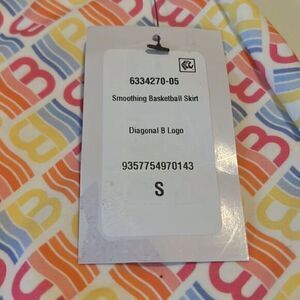 6334270-05
Smoothing Basketball Skirt
Diagonal B Logo
9357754970143
S